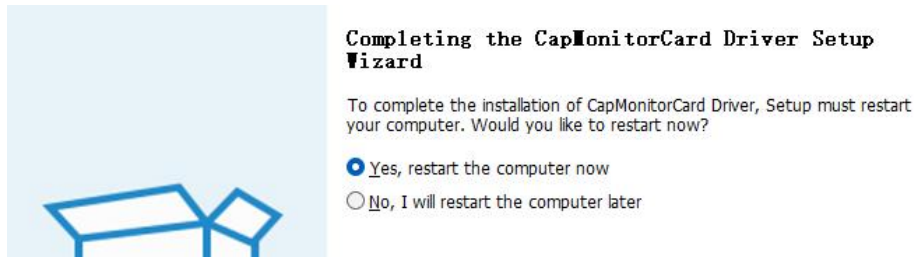 Completing the CapMonitorCard Driver Setup
Wizard
To complete the installation of CapMonitorCard Driver, Setup must restart
your computer. Would you like to restart now?
Yes, restart the computer now
No, I will restart the computer later